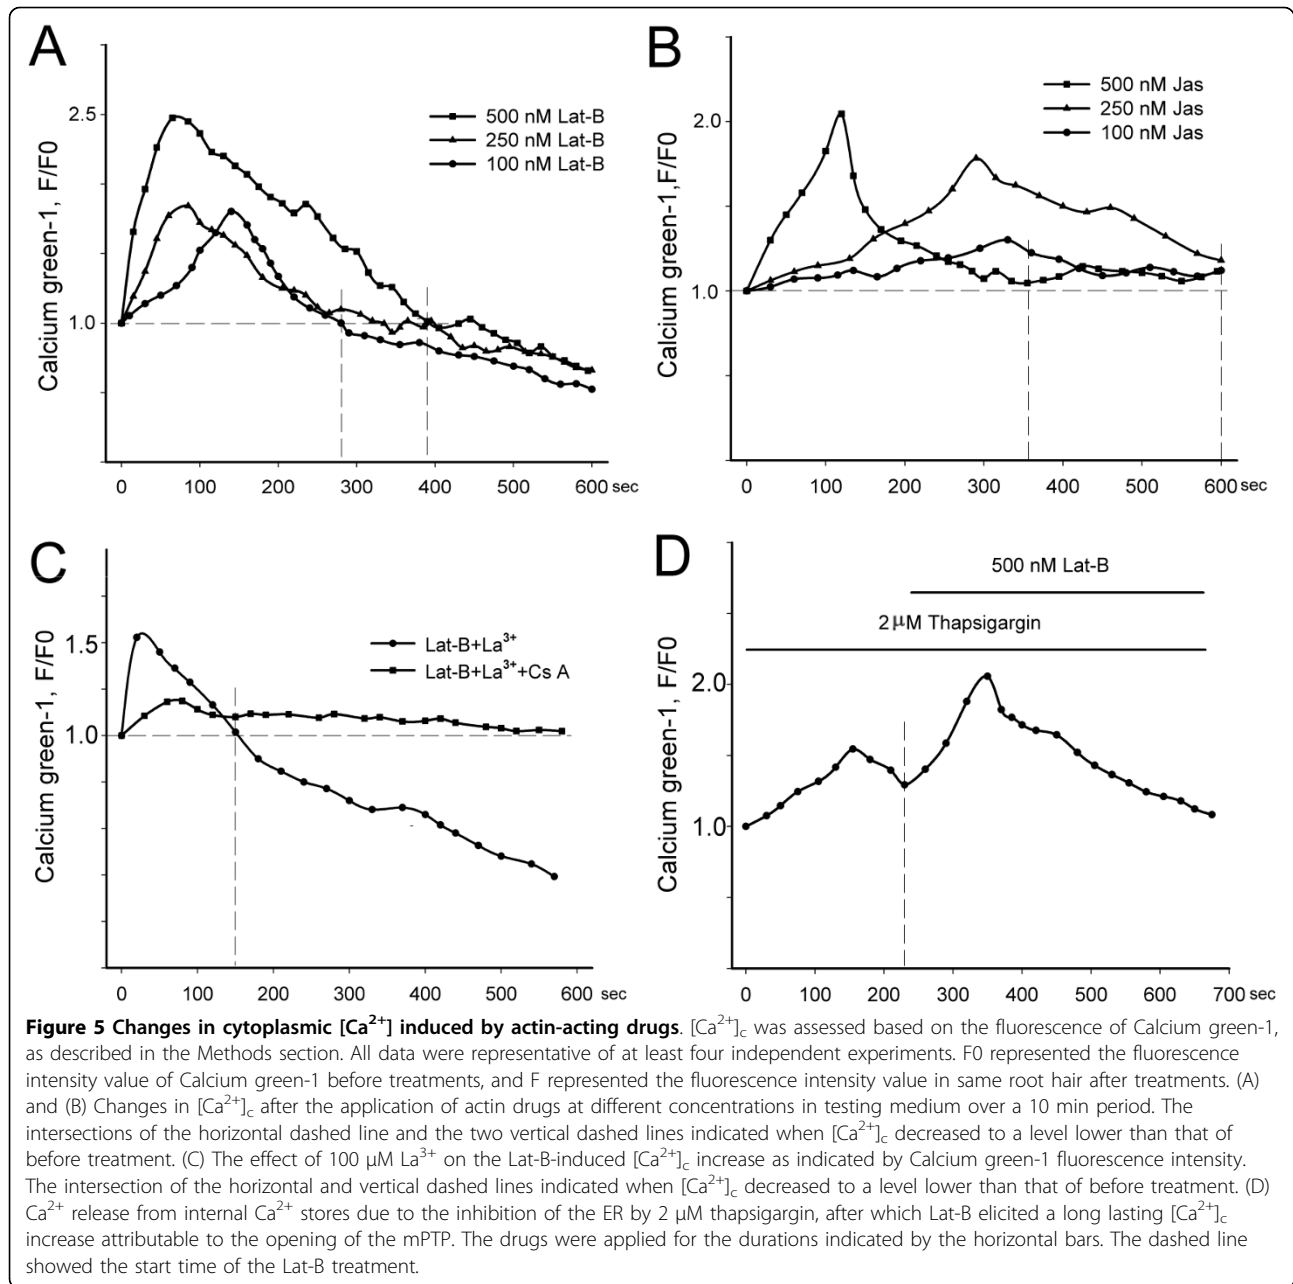 A
2.5
1.0
Calcium green-1, F/F0
500 nM Lat-B
250 nM Lat-B
100 nM Lat-B
0 100 200 300 400 500 600 sec
B
2.0
1.0
Calcium green-1,F/F0
500 nM Jas
250 nM Jas
100 nM Jas
0 100 200 300 400 500 600 sec
C
1.5
1.0
Calcium green-1, F/F0
Lat-B+La³⁺
Lat-B+La³⁺+Cs A
0 100 200 300 400 500 600 sec
D
500 nM Lat-B
2 μM Thapsigargin
2.0
1.0
Calcium green-1, F/F0
0 100 200 300 400 500 600 700 sec
Figure 5 Changes in cytoplasmic [Ca²⁺] induced by actin-acting drugs. [Ca²⁺]c was assessed based on the fluorescence of Calcium green-1,
as described in the Methods section. All data were representative of at least four independent experiments. F0 represented the fluorescence
intensity value of Calcium green-1 before treatments, and F represented the fluorescence intensity value in same root hair after treatments. (A)
and (B) Changes in [Ca²⁺]c after the application of actin drugs at different concentrations in testing medium over a 10 min period. The
intersections of the horizontal dashed line and the two vertical dashed lines indicated when [Ca²⁺]c decreased to a level lower than that of
before treatment. (C) The effect of 100 μM La³⁺ on the Lat-B-induced [Ca²⁺]c increase as indicated by Calcium green-1 fluorescence intensity.
The intersection of the horizontal and vertical dashed lines indicated when [Ca²⁺]c decreased to a level lower than that of before treatment. (D)
Ca²⁺ release from internal Ca²⁺ stores due to the inhibition of the ER by 2 μM thapsigargin, after which Lat-B elicited a long lasting [Ca²⁺]c
increase attributable to the opening of the mPTP. The drugs were applied for the durations indicated by the horizontal bars. The dashed line
showed the start time of the Lat-B treatment.